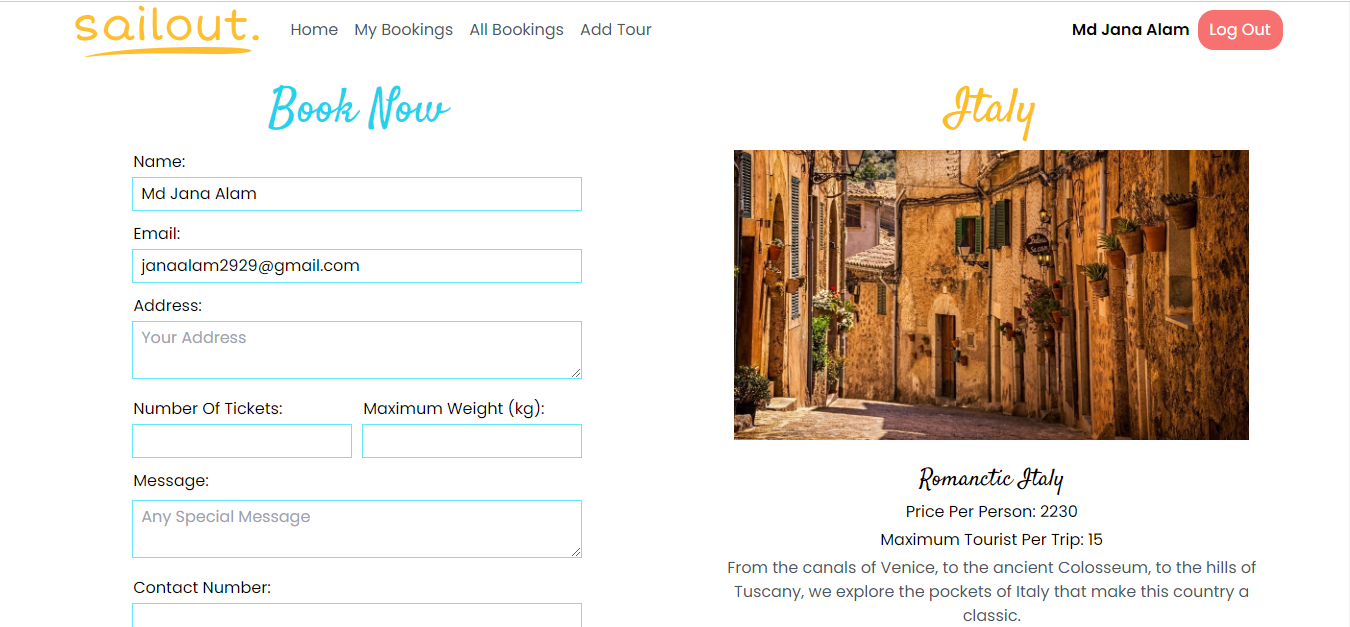 sailout.
Home My Bookings All Bookings Add Tour
Md Jana Alam
Log Out
Book Now
Name:
Md Jana Alam
Email:
janaalam2929@gmail.com
Address:
Your Address
Number Of Tickets: Maximum Weight (kg):
Message:
Any Special Message
Contact Number:
Italy
Romanctic Italy
Price Per Person: 2230
Maximum Tourist Per Trip: 15
From the canals of Venice, to the ancient Colosseum, to the hills of
Tuscany, we explore the pockets of Italy that make this country a
classic.